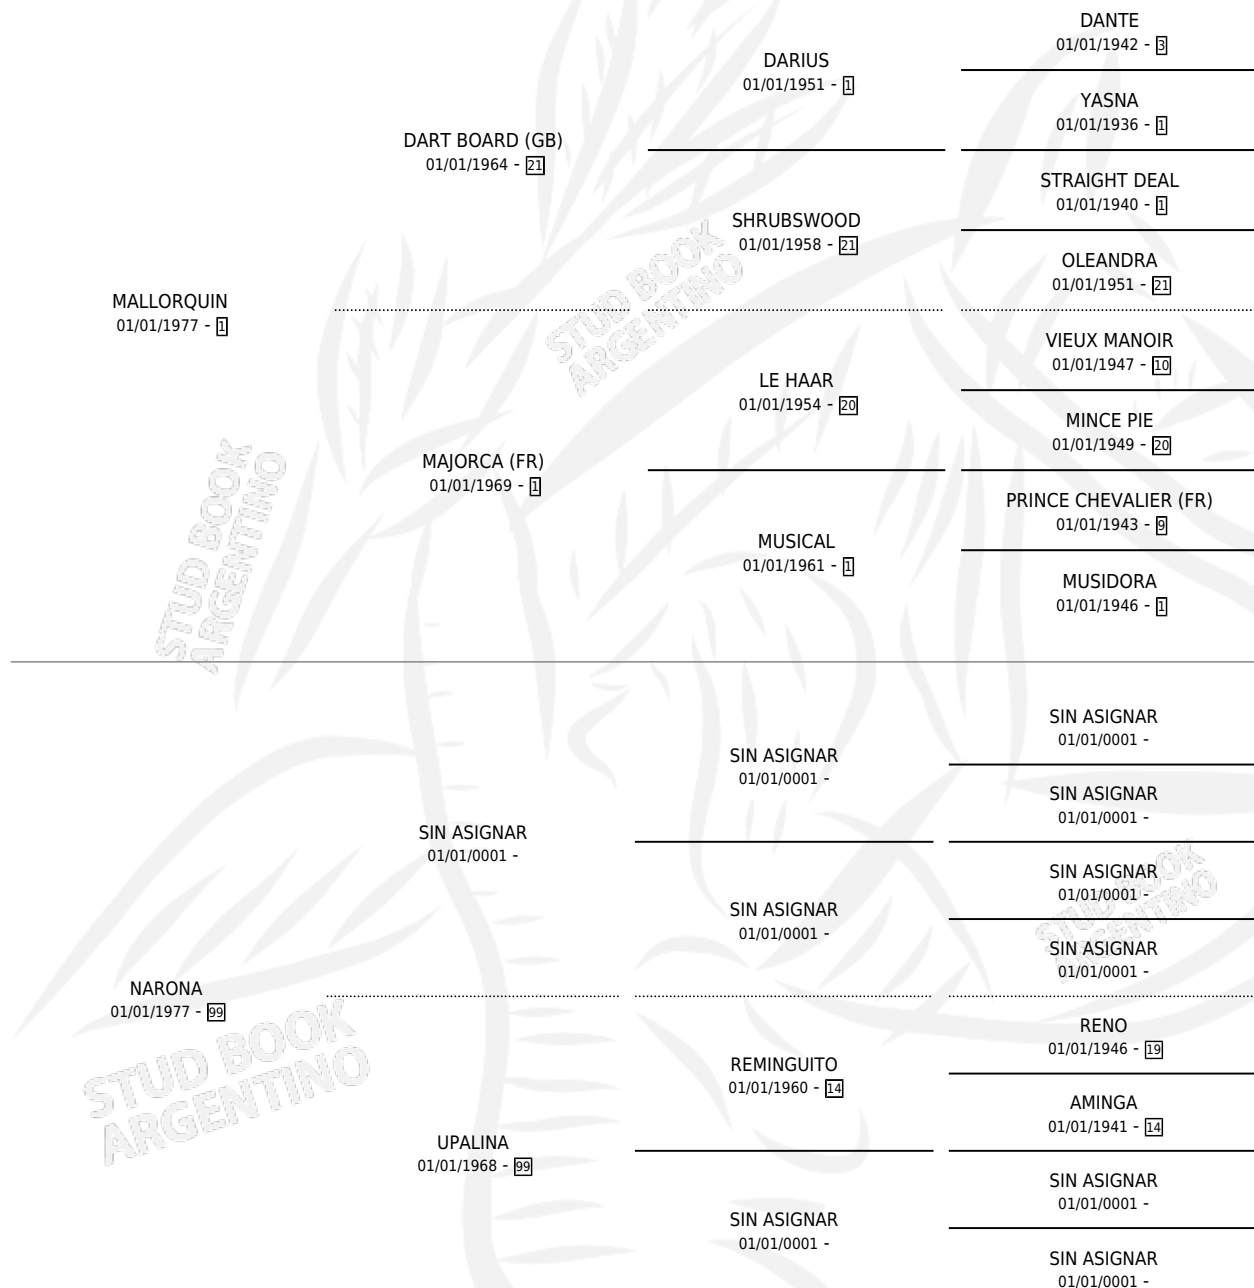 DANTE
01/01/1942 - 3
DARIUS
01/01/1951 - 1
YASNA
01/01/1936 - 1
DART BOARD (GB)
01/01/1964 - 21
STRAIGHT DEAL
01/01/1940 - 1
SHRUBSWOOD
01/01/1958 - 21
OLEANDRA
01/01/1951 - 21
MALLORQUIN
01/01/1977 - 1
VIEUX MANOIR
01/01/1947 - 10
LE HAAR
01/01/1954 - 20
MINCE PIE
01/01/1949 - 20
MAJORCA (FR)
01/01/1969 - 1
PRINCE CHEVALIER (FR)
01/01/1943 - 9
MUSICAL
01/01/1961 - 1
MUSIDORA
01/01/1946 - 1
STUD BOOK
ARGENTINO
STUD BOOK
ARGENTINO
SIN ASIGNAR
01/01/0001 -
SIN ASIGNAR
01/01/0001 -
SIN ASIGNAR
01/01/0001 -
SIN ASIGNAR
01/01/0001 -
SIN ASIGNAR
01/01/0001 -
SIN ASIGNAR
01/01/0001 -
SIN ASIGNAR
01/01/0001 -
NARONA
01/01/1977 - 99
RENO
01/01/1946 - 19
REMINGUITO
01/01/1960 - 14
AMINGA
01/01/1941 - 14
UPALINA
01/01/1968 - 99
SIN ASIGNAR
01/01/0001 -
SIN ASIGNAR
01/01/0001 -
SIN ASIGNAR
01/01/0001 -
STUD BOOK
ARGENTINO
STUD BOOK
ARGENTINO